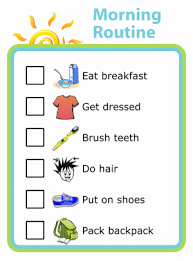 Morning
Routine
Eat breakfast
Get dressed
Brush teeth
Do hair
Put on shoes
Pack backpack